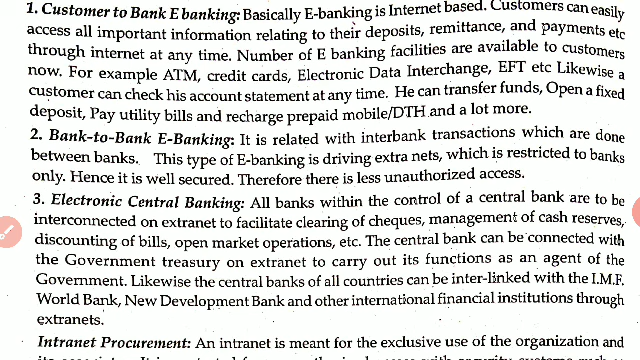 1. Customer to Bank E banking: Basically E-banking is Internet based. Customers can easily
access all important information relating to their deposits, remittance, and payments etc
through internet at any time. Number of E banking facilities are available to customers
now. For example ATM, credit cards, Electronic Data Interchange, EFT etc Likewise a
customer can check his account statement at any time. He can transfer funds, Open a fixed
deposit, Pay utility bills and recharge prepaid mobile/DTH and a lot more.
2. Bank-to-Bank E-Banking: It is related with interbank transactions which are done
between banks. This type of E-banking is driving extra nets, which is restricted to banks
only. Hence it is well secured. Therefore there is less unauthorized access.
3. Electronic Central Banking: All banks within the control of a central bank are to be
interconnected on extranet to facilitate clearing of cheques, management of cash reserves,
discounting of bills, open market operations, etc. The central bank can be connected with
the Government treasury on extranet to carry out its functions as an agent of the
Government. Likewise the central banks of all countries can be inter-linked with the I.M.F.
World Bank, New Development Bank and other international financial institutions through
extranets.
Intranet Procurement: An intranet is meant for the exclusive use of the organization and